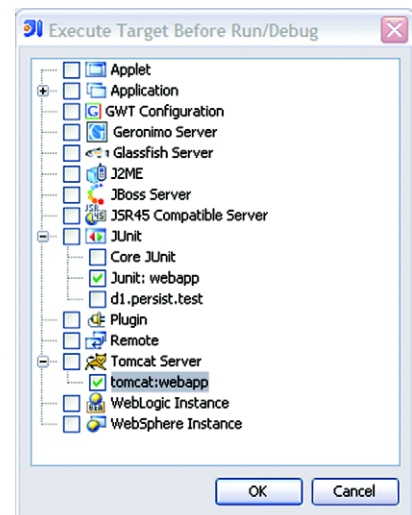 Execute Target Before Run/Debug
Applet
Application
GWT Configuration
Geronimo Server
Glassfish Server
J2ME
JBoss Server
JSR45 Compatible Server
JUnit
Core JUnit
Junit: webapp
d1.persist.test
Plugin
Remote
Tomcat Server
tomcat:webapp
WebLogic Instance
WebSphere Instance
OK
Cancel